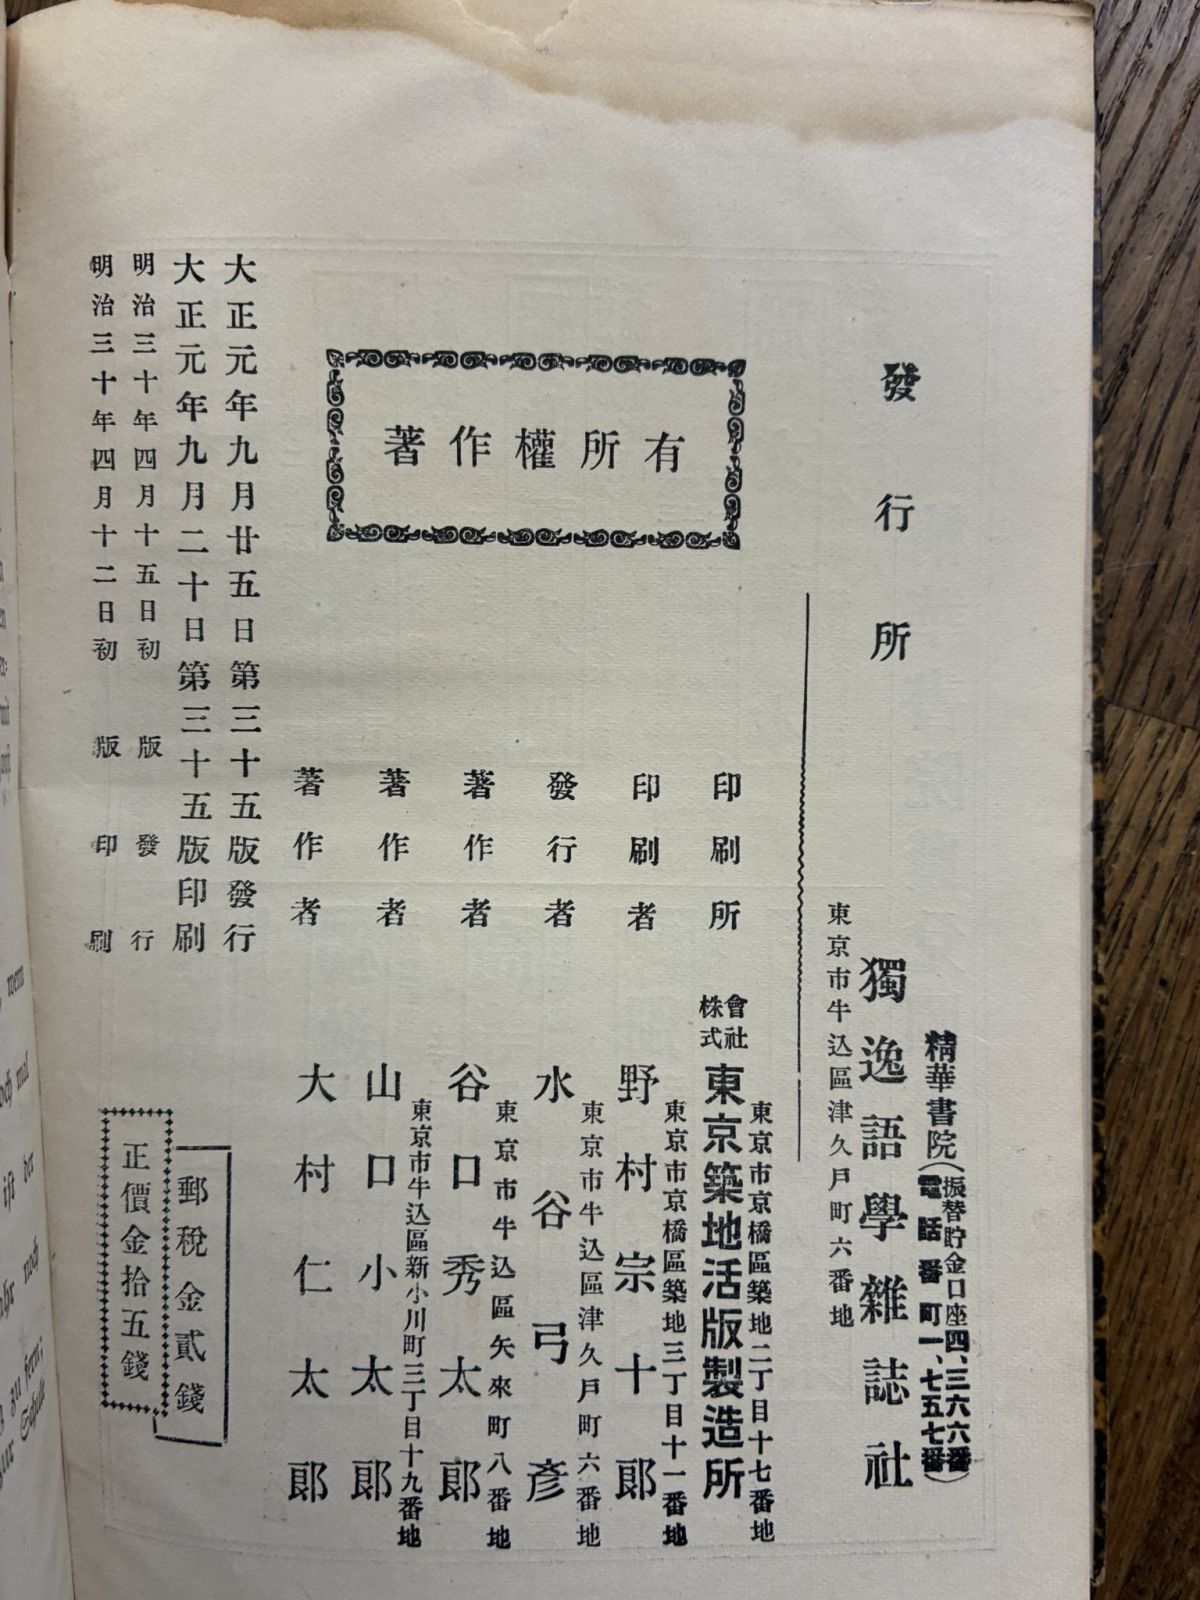 明治三十年四月十二日初版印刷
明治三十年四月十五日初版發行
大正元年九月二十日第三十五版印刷
大正元年九月廿五日第三十五版發行
正價金拾五錢
郵稅金貳錢
著作權所有
著作者 大村仁太郎
著作者 山口小太郎
東京市牛込區新小川町三丁目十九番地
著作者 谷口秀太郎
東京市牛込區矢來町八番地
發行者 水谷弓彥
東京市牛込區津久戶町六番地
印刷者 野村宗十郎
東京市京橋區築地三丁目十一番地
印刷所 株式會社 東京築地活版製造所
東京市京橋區築地二丁目十七番地
發行所
東京市牛込區津久戶町六番地
獨逸語學雜誌社
精華書院(電話番町一、七五七番 振替貯金口座四、三六六番)